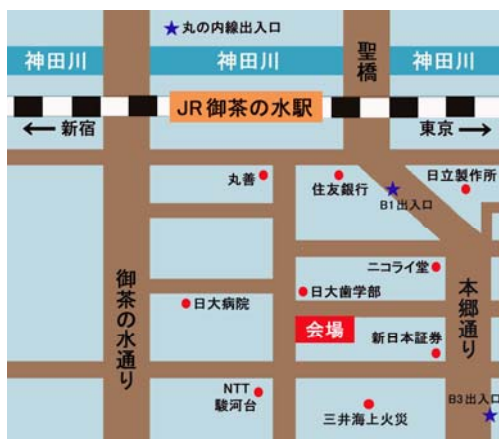 丸の内線出入口
神田川
神田川
聖橋
神田川
JR御茶の水駅
新宿
東京
丸善
住友銀行
B1出入口
日立製作所
御茶の水通り
ニコライ堂
本郷通り
日大歯学部
日大病院
会場
新日本証券
NTT
駿河台
三井海上火災
B3出入口